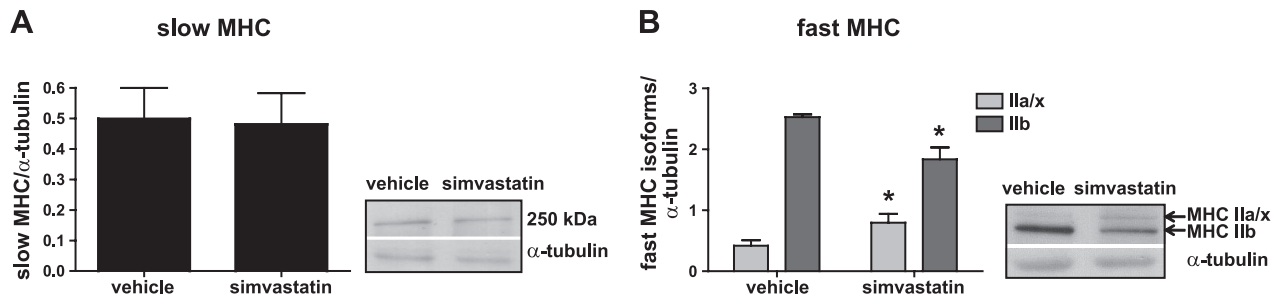 A
slow MHC
slow MHC/α-tubulin
0.6
0.5
0.4
0.3
0.2
0.1
0.0
vehicle
simvastatin
vehicle simvastatin
250 kDa
α-tubulin
B
fast MHC
fast MHC isoforms/
α-tubulin
3
2
1
0
IIa/x
IIb
*
*
vehicle
simvastatin
vehicle simvastatin
MHC IIa/x
MHC IIb
α-tubulin